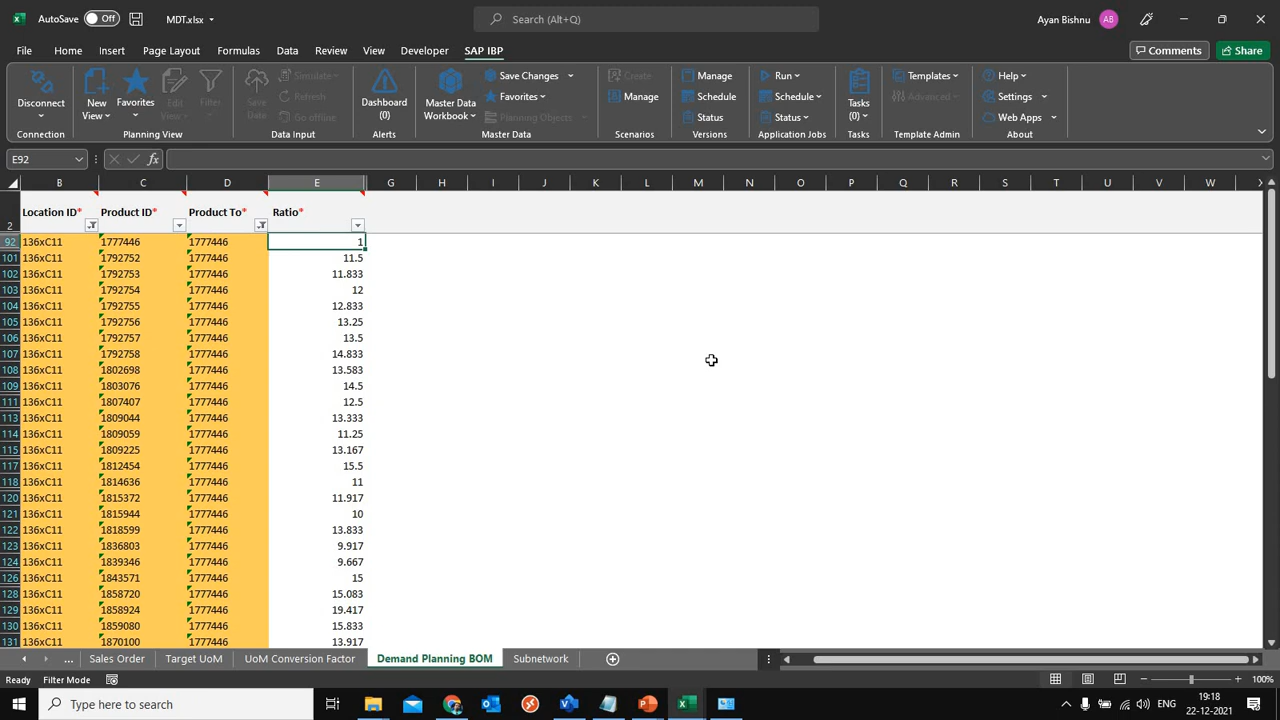 AutoSave Off MDT.xlsx Search (Alt+Q) Ayan Bishnu AB
File Home Insert Page Layout Formulas Data Review View Developer SAP IBP Comments Share
Disconnect New View Favorites Edit View Filter Save Data Simulate Refresh Go offline Dashboard (0) Master Data Workbook Save Changes Favorites Planning Objects Create Manage Manage Schedule Status Run Schedule Status Tasks (0) Templates Advanced Help Settings Web Apps
Connection Planning View Data Input Alerts Master Data Scenarios Versions Application Jobs Tasks Template Admin About
E92 fx
B C D E G H I J K L M N O P Q R S T U V W X
2 Location ID* Product ID* Product To* Ratio*
92 136xC11 1777446 1777446 1
101 136xC11 1792752 1777446 11.5
102 136xC11 1792753 1777446 11.833
103 136xC11 1792754 1777446 12
104 136xC11 1792755 1777446 12.833
105 136xC11 1792756 1777446 13.25
106 136xC11 1792757 1777446 13.5
107 136xC11 1792758 1777446 14.833
108 136xC11 1802698 1777446 13.583
109 136xC11 1803076 1777446 14.5
111 136xC11 1807407 1777446 12.5
113 136xC11 1809044 1777446 13.333
114 136xC11 1809059 1777446 11.25
115 136xC11 1809225 1777446 13.167
117 136xC11 1812454 1777446 15.5
118 136xC11 1814636 1777446 11
120 136xC11 1815372 1777446 11.917
121 136xC11 1815944 1777446 10
122 136xC11 1818599 1777446 13.833
123 136xC11 1836803 1777446 9.917
124 136xC11 1839346 1777446 9.667
126 136xC11 1843571 1777446 15
128 136xC11 1858720 1777446 15.083
129 136xC11 1858924 1777446 19.417
130 136xC11 1859080 1777446 15.833
131 136xC11 1870100 1777446 13.917
... Sales Order Target UoM UoM Conversion Factor Demand Planning BOM Subnetwork
Ready Filter Mode 100%
Type here to search ENG 19:18
22-12-2021